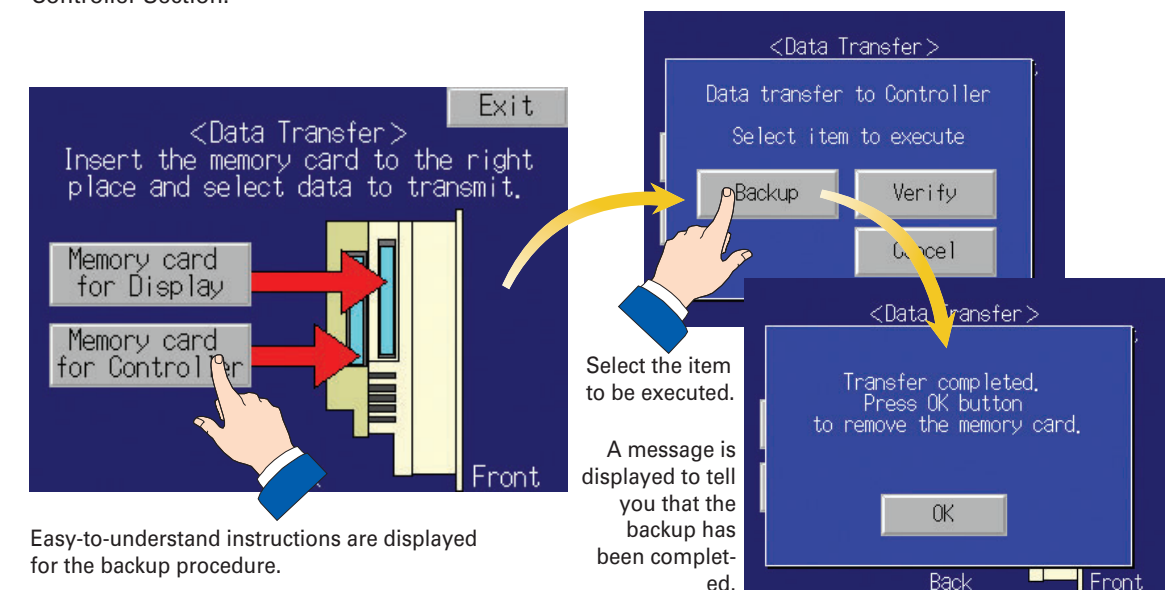 Controller Section.
Exit
<Data Transfer>
Insert the memory card to the right
place and select data to transmit.
Memory card
for Display
Memory card
for Controller
Front
Easy-to-understand instructions are displayed
for the backup procedure.
<Data Transfer>
Data transfer to Controller
Select item to execute
Backup
Verify
Cancel
Select the item
to be executed.
A message is
displayed to tell
you that the
backup has
been complet-
ed.
<Data Transfer>
Transfer completed.
Press OK button
to remove the memory card.
OK
Back
Front